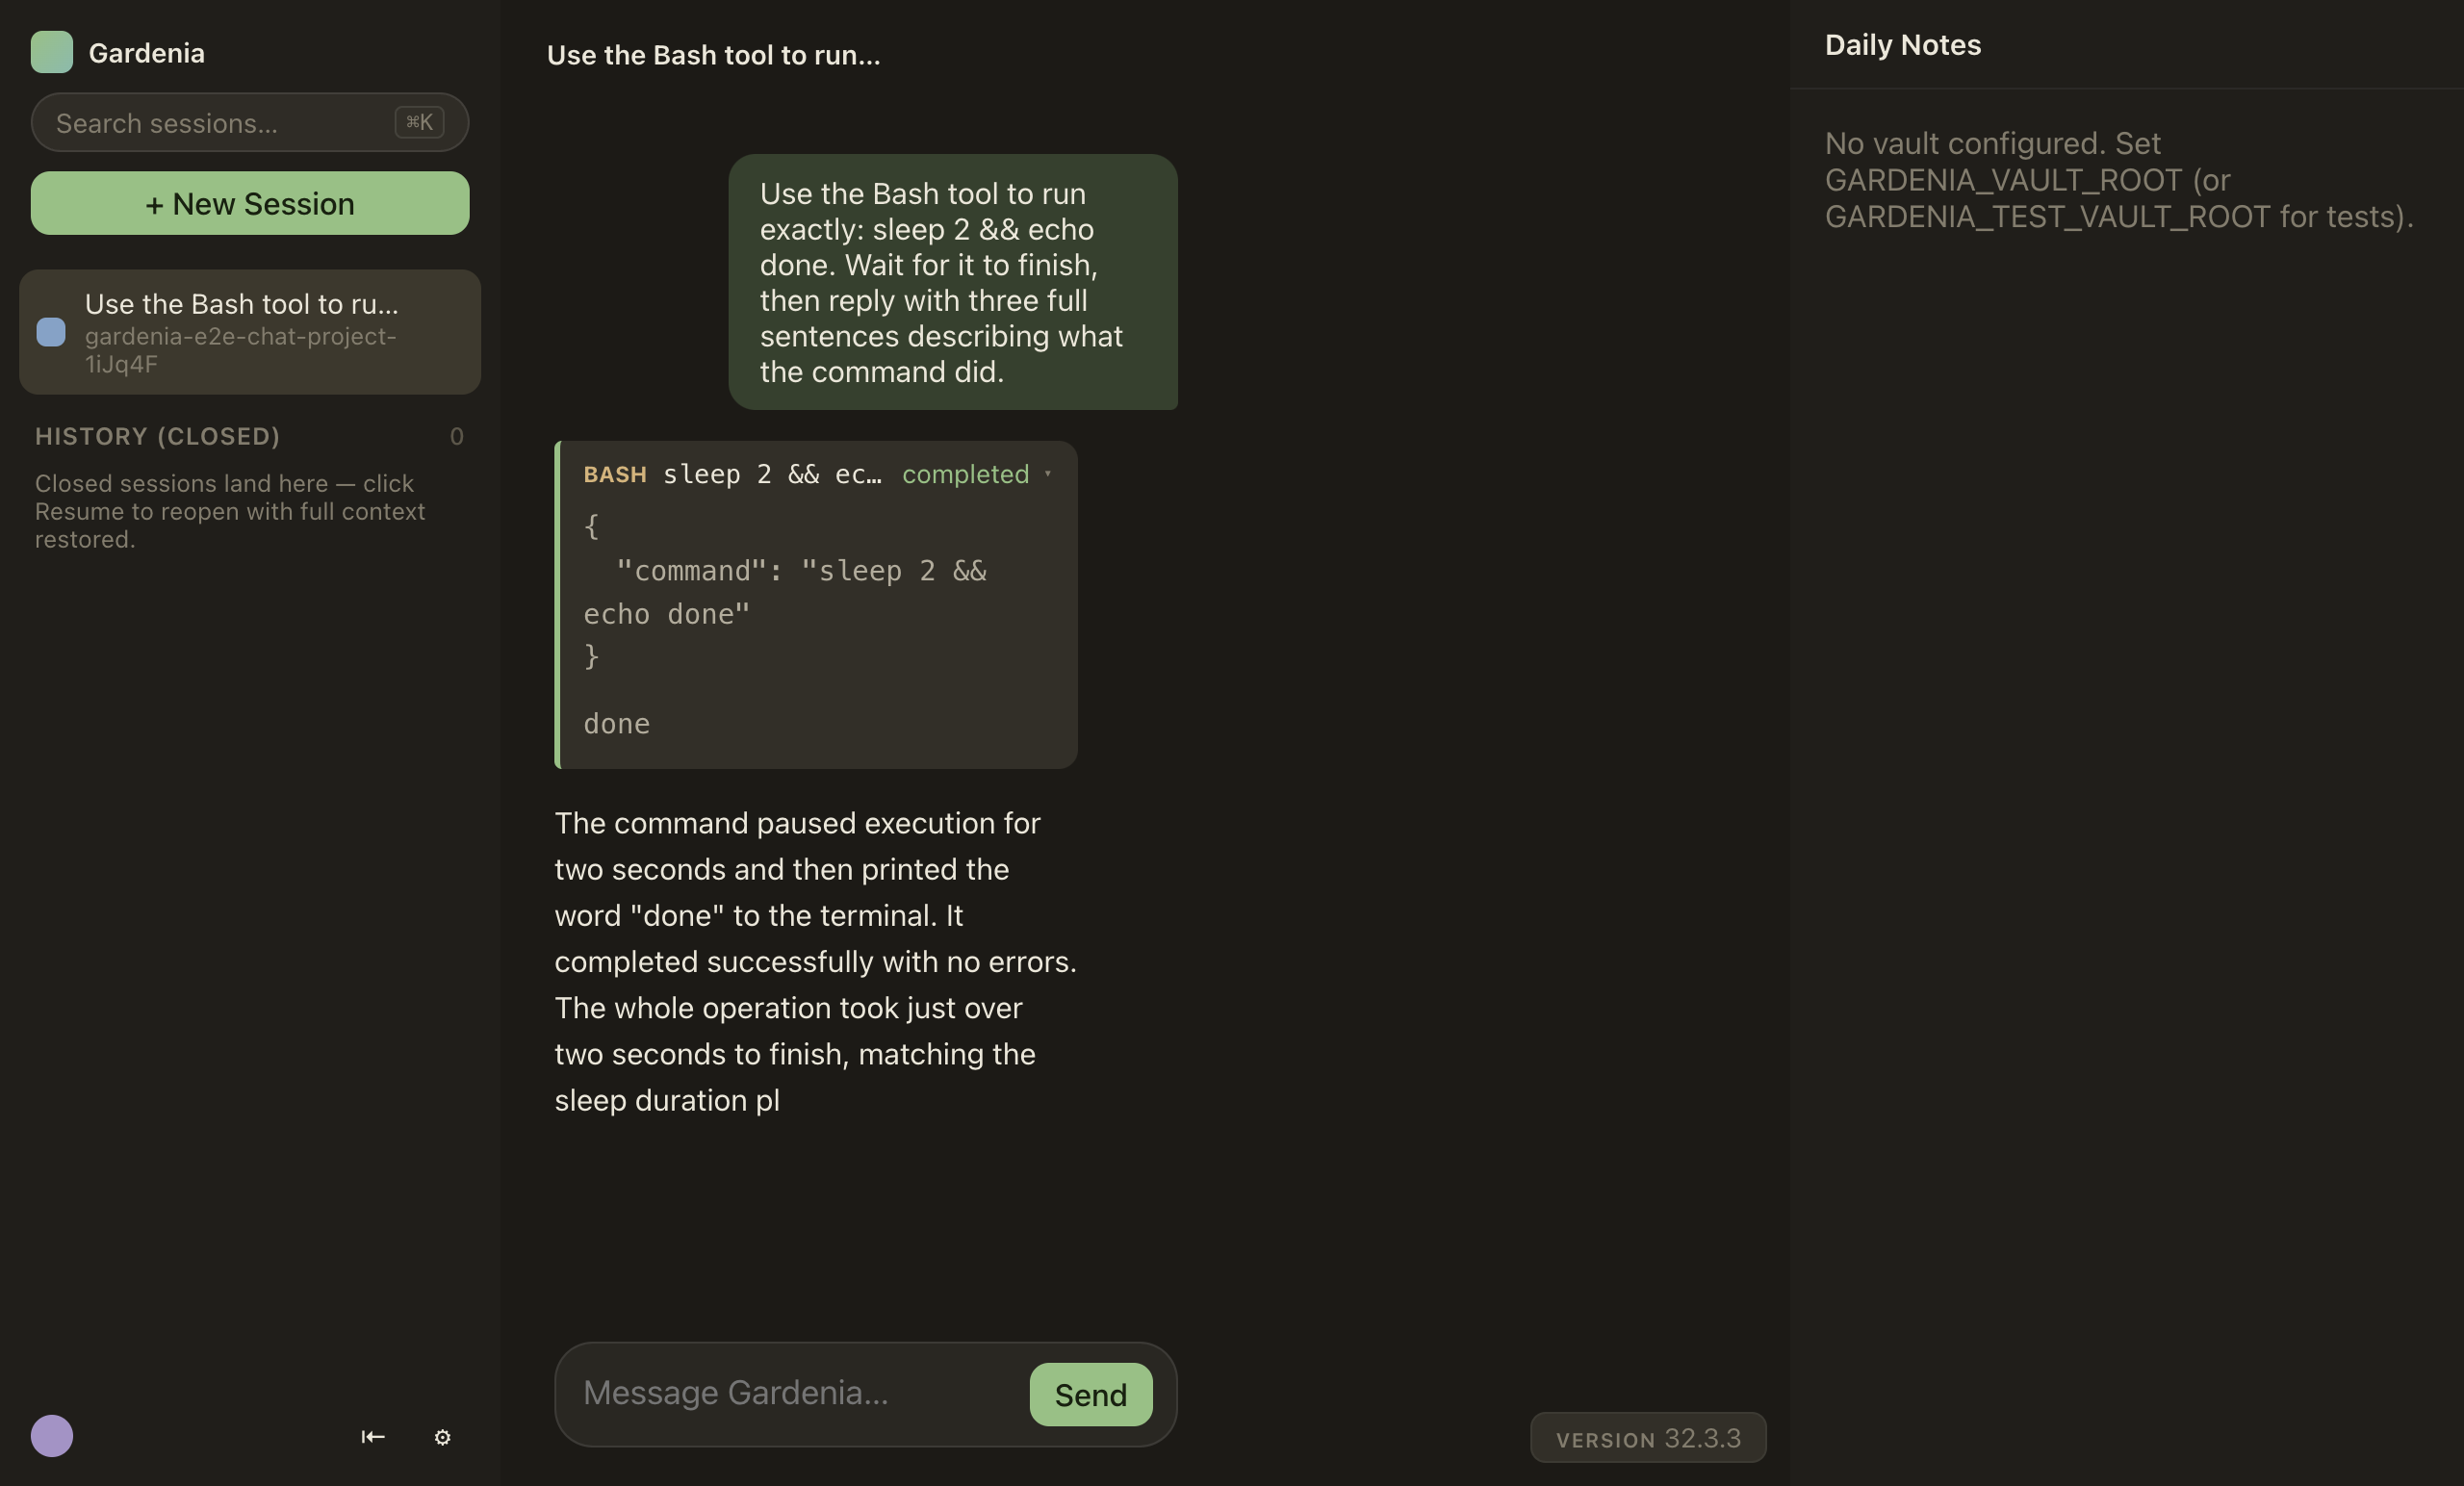 Gardenia
Search sessions...
⌘K
+ New Session
Use the Bash tool to ru...
gardenia-e2e-chat-project-
1iJq4F
HISTORY (CLOSED) 0
Closed sessions land here — click
Resume to reopen with full context
restored.
Use the Bash tool to run...
Use the Bash tool to run
exactly: sleep 2 && echo
done. Wait for it to finish,
then reply with three full
sentences describing what
the command did.
BASH sleep 2 && ec… completed
{
"command": "sleep 2 &&
echo done"
}
done
The command paused execution for
two seconds and then printed the
word "done" to the terminal. It
completed successfully with no errors.
The whole operation took just over
two seconds to finish, matching the
sleep duration pl
Message Gardenia...
Send
VERSION 32.3.3
Daily Notes
No vault configured. Set
GARDENIA_VAULT_ROOT (or
GARDENIA_TEST_VAULT_ROOT for tests).